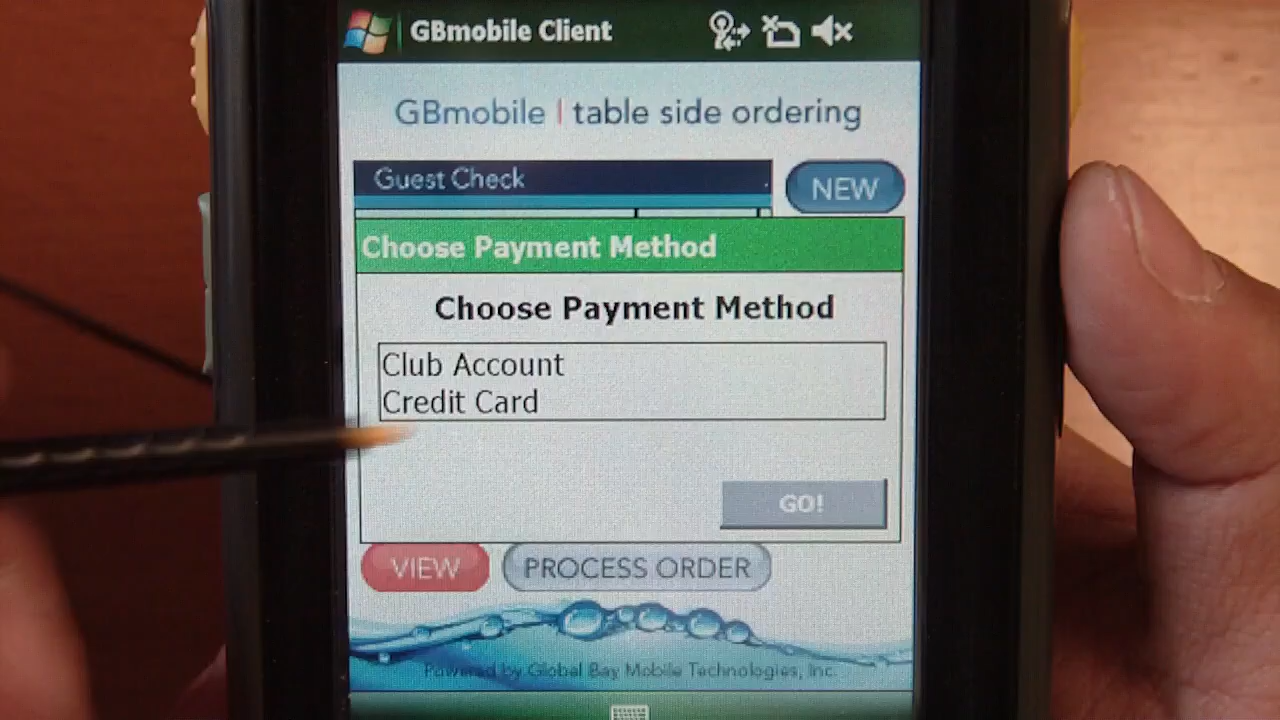 GBmobile Client
GBmobile | table side ordering
Guest Check
NEW
Choose Payment Method
Choose Payment Method
Club Account
Credit Card
GO!
VIEW
PROCESS ORDER
Powered by Global Bay Mobile Technologies, Inc.